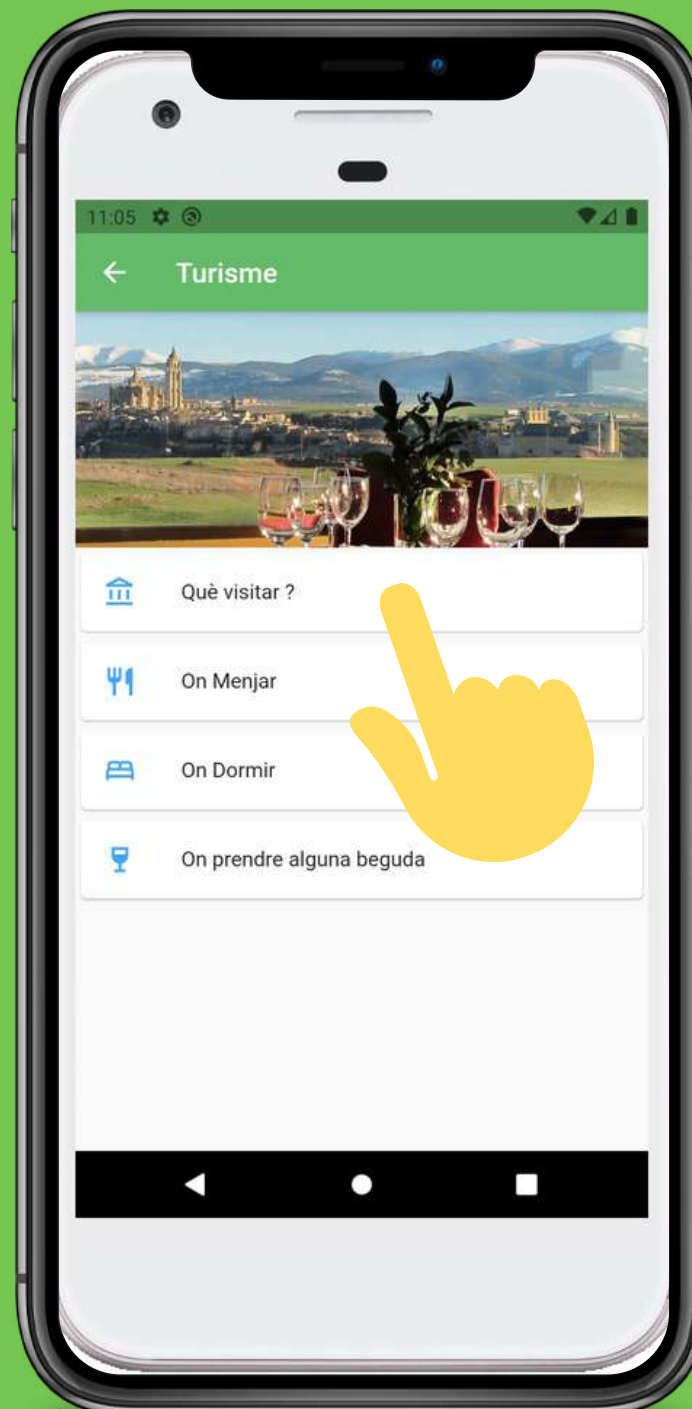 11:05
Turisme
Què visitar ?
On Menjar
On Dormir
On prendre alguna beguda